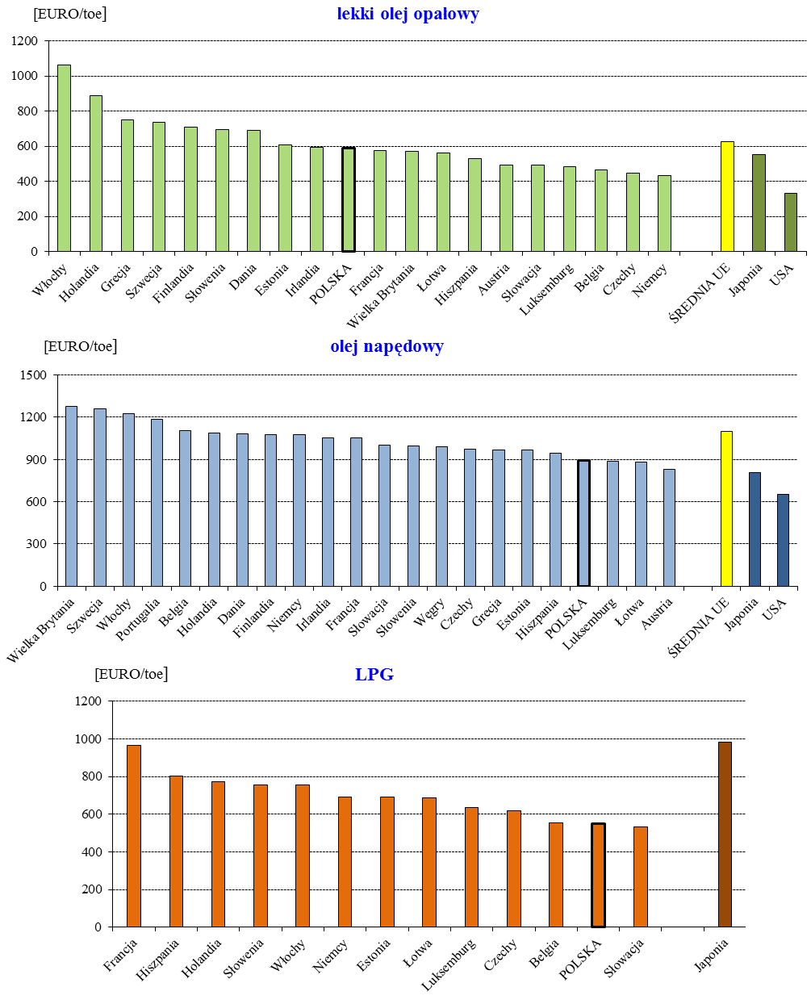 [EURO/toe]
lekki olej opałowy
1200
1000
800
600
400
200
0
Włochy
Holandia
Grecja
Szwecja
Finlandia
Słowenia
Dania
Estonia
Irlandia
POLSKA
Francja
Wielka Brytania
Łotwa
Hiszpania
Austria
Słowacja
Luksemburg
Belgia
Czechy
Niemcy
ŚREDNIA UE
Japonia
USA
[EURO/toe]
olej napędowy
1500
1200
900
600
300
0
Wielka Brytania
Szwecja
Włochy
Portugalia
Belgia
Holandia
Dania
Finlandia
Niemcy
Irlandia
Francja
Słowacja
Słowenia
Węgry
Czechy
Grecja
Estonia
Hiszpania
POLSKA
Luksemburg
Łotwa
Austria
ŚREDNIA UE
Japonia
USA
[EURO/toe]
LPG
1200
1000
800
600
400
200
0
Francja
Hiszpania
Holandia
Słowenia
Włochy
Niemcy
Estonia
Łotwa
Luksemburg
Czechy
Belgia
POLSKA
Słowacja
Japonia